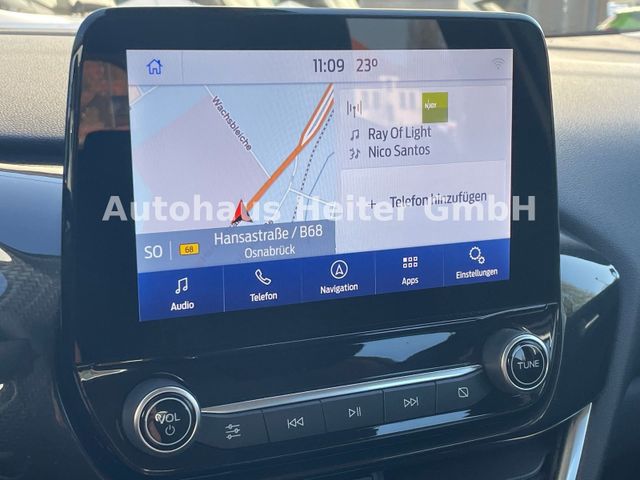 11:09 23°
Wachsbleiche
N-JOY
Ray Of Light
Nico Santos
+ Telefon hinzufügen
Autohaus Heiter GmbH
Hansastraße / B68
SO 68 Osnabrück
Audio Telefon Navigation Apps Einstellungen
VOL
TUNE